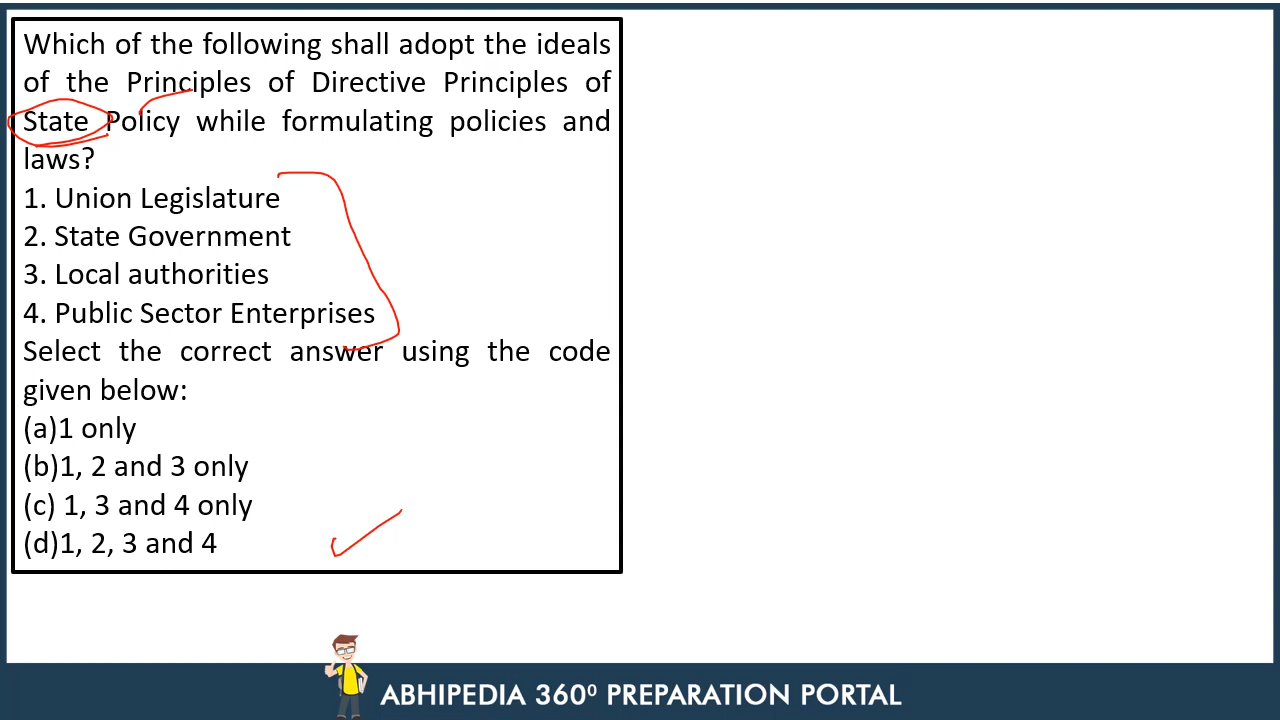 Which of the following shall adopt the ideals
of the Principles of Directive Principles of
State Policy while formulating policies and
laws?
1. Union Legislature
2. State Government
3. Local authorities
4. Public Sector Enterprises
Select the correct answer using the code
given below:
(a)1 only
(b)1, 2 and 3 only
(c) 1, 3 and 4 only
(d)1, 2, 3 and 4
ABHIPEDIA 360⁰ PREPARATION PORTAL